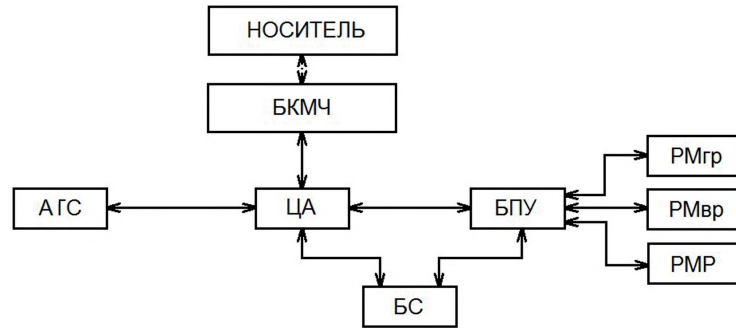 НОСИТЕЛЬ
БКМЧ
РМгр
АГС
ЦА
БПУ
РМвр
РМР
БС